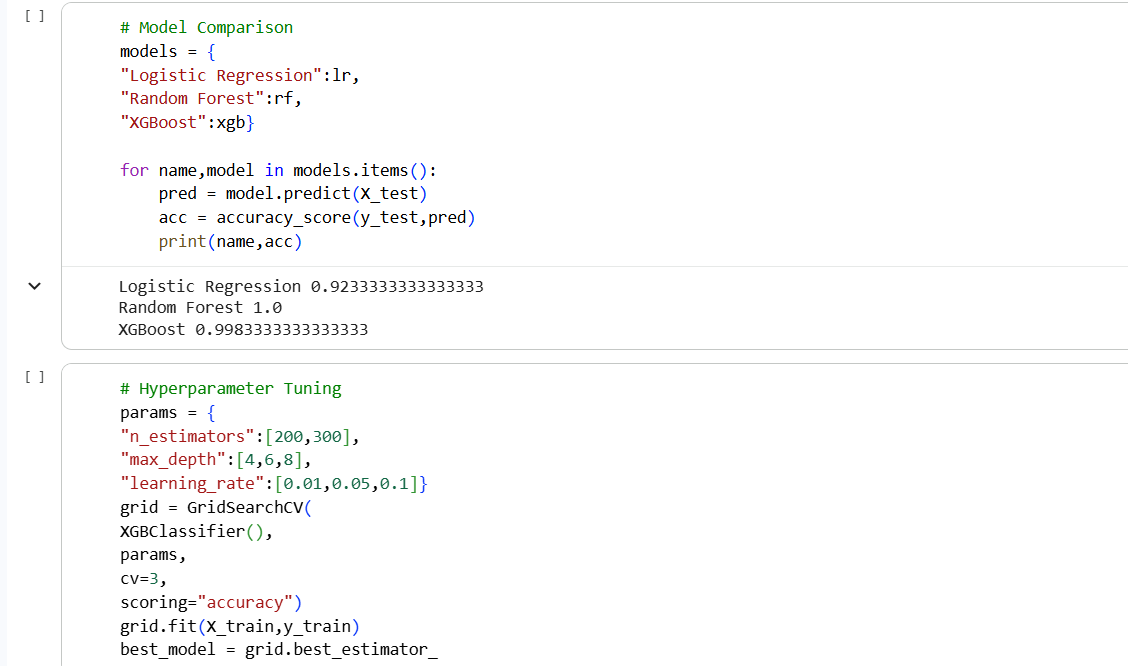 [ ]
# Model Comparison
models = {
"Logistic Regression":lr,
"Random Forest":rf,
"XGBoost":xgb}
for name,model in models.items():
    pred = model.predict(X_test)
    acc = accuracy_score(y_test,pred)
    print(name,acc)
Logistic Regression 0.9233333333333333
Random Forest 1.0
XGBoost 0.9983333333333333
[ ]
# Hyperparameter Tuning
params = {
"n_estimators":[200,300],
"max_depth":[4,6,8],
"learning_rate":[0.01,0.05,0.1]}
grid = GridSearchCV(
XGBClassifier(),
params,
cv=3,
scoring="accuracy")
grid.fit(X_train,y_train)
best_model = grid.best_estimator_